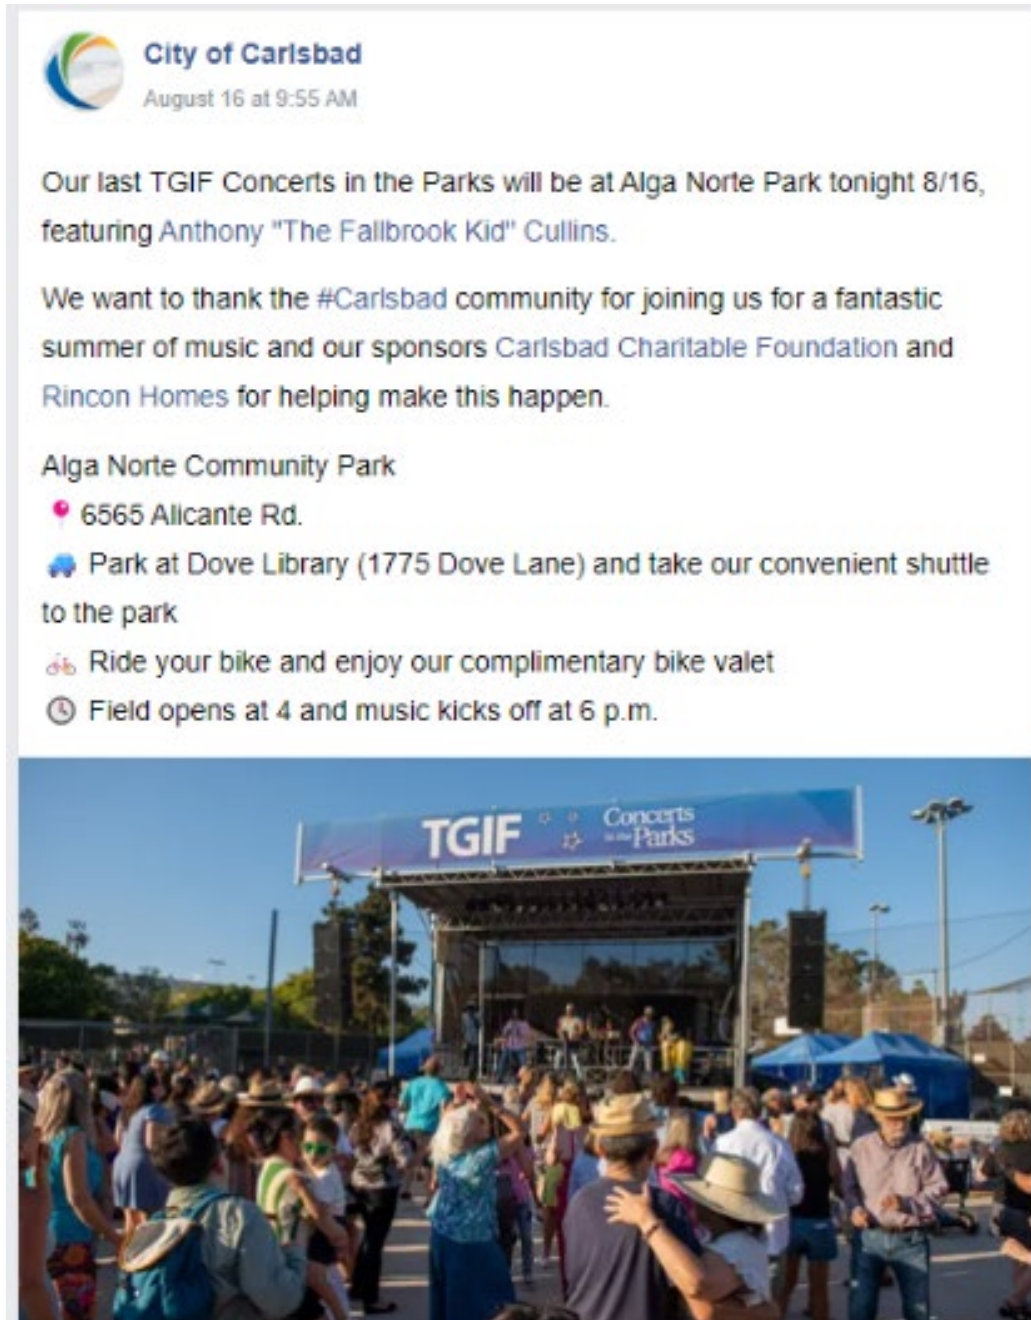 City of Carlsbad
August 16 at 9:55 AM
Our last TGIF Concerts in the Parks will be at Alga Norte Park tonight 8/16,
featuring Anthony "The Fallbrook Kid" Cullins.
We want to thank the #Carlsbad community for joining us for a fantastic
summer of music and our sponsors Carlsbad Charitable Foundation and
Rincon Homes for helping make this happen.
Alga Norte Community Park
6565 Alicante Rd.
Park at Dove Library (1775 Dove Lane) and take our convenient shuttle
to the park
Ride your bike and enjoy our complimentary bike valet
Field opens at 4 and music kicks off at 6 p.m.
TGIF
Concerts
in the Parks